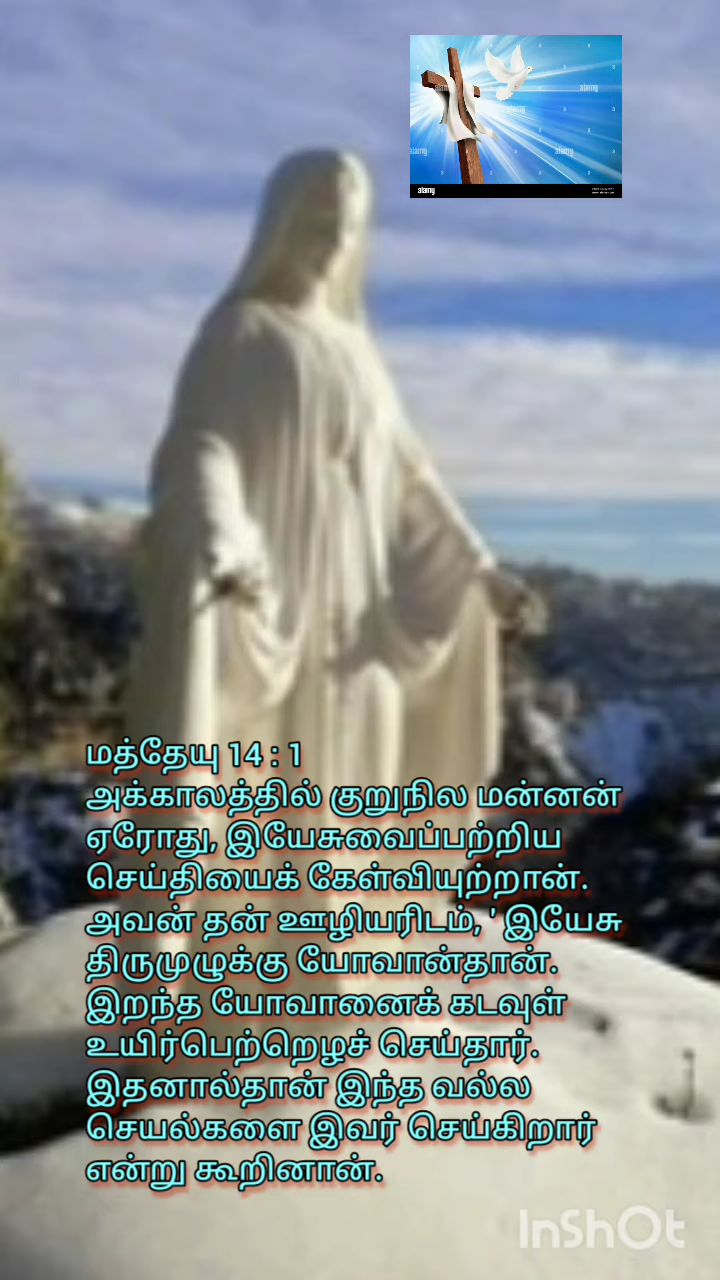 alamy
மத்தேயு 14 : 1
அக்காலத்தில் குறுநில மன்னன்
ஏரோது, இயேசுவைப்பற்றிய
செய்தியைக் கேள்வியுற்றான்.
அவன் தன் ஊழியரிடம், ' இயேசு
திருமுழுக்கு யோவான்தான்.
இறந்த யோவானைக் கடவுள்
உயிர்பெற்றெழச் செய்தார்.
இதனால்தான் இந்த வல்ல
செயல்களை இவர் செய்கிறார்
என்று கூறினான்.
InShOt